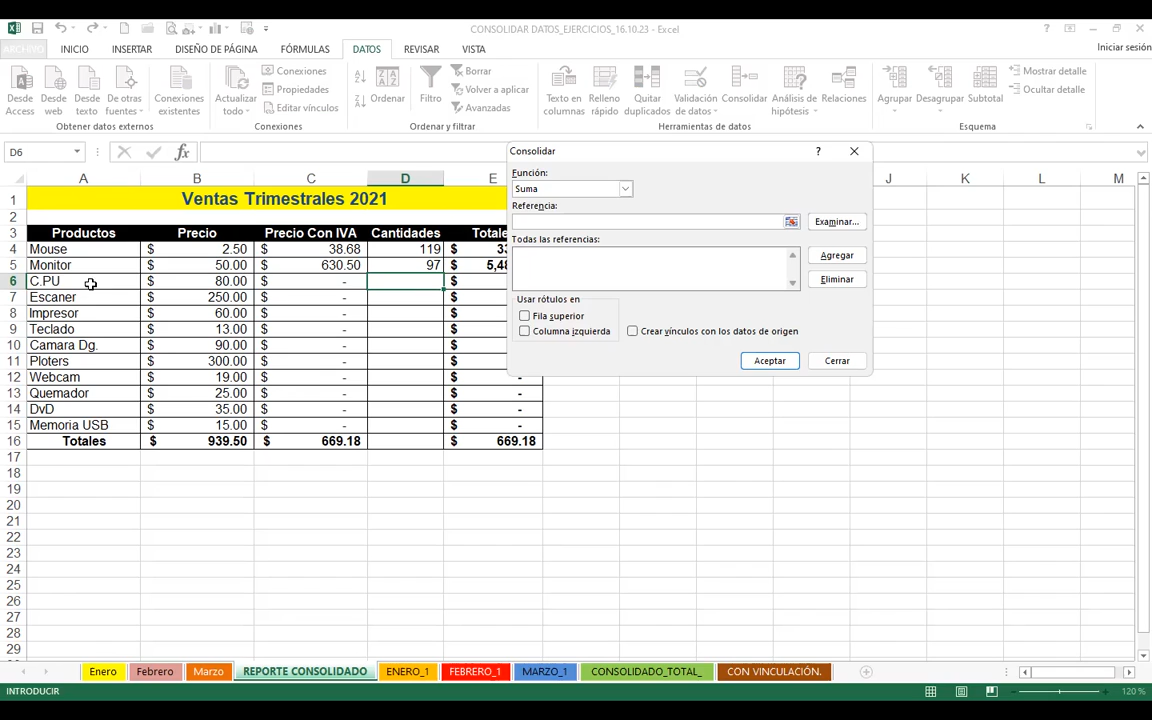 CONSOLIDAR DATOS_EJERCICIOS_16.10.23 - Excel
ARCHIVO INICIO INSERTAR DISEÑO DE PÁGINA FÓRMULAS DATOS REVISAR VISTA Iniciar sesión
Desde Access
Desde web
Desde texto
De otras fuentes
Conexiones existentes
Obtener datos externos
Actualizar todo
Conexiones
Propiedades
Editar vínculos
Conexiones
Ordenar
Filtro
Borrar
Volver a aplicar
Avanzadas
Ordenar y filtrar
Texto en columnas
Relleno rápido
Quitar duplicados
Validación de datos
Consolidar
Análisis de hipótesis
Relaciones
Herramientas de datos
Agrupar
Desagrupar
Subtotal
Mostrar detalle
Ocultar detalle
Esquema
D6 fx
A B C D E J K L M
1 Ventas Trimestrales 2021
2
3 Productos Precio Precio Con IVA Cantidades
4 Mouse $ 2.50 $ 38.68 119 $
5 Monitor $ 50.00 $ 630.50 97 $
6 C.PU $ 80.00 $ - $
7 Escaner $ 250.00 $ - $
8 Impresor $ 60.00 $ - $
9 Teclado $ 13.00 $ - $
10 Camara Dg. $ 90.00 $ - $
11 Ploters $ 300.00 $ - $
12 Webcam $ 19.00 $ - $ -
13 Quemador $ 25.00 $ - $ -
14 DvD $ 35.00 $ - $ -
15 Memoria USB $ 15.00 $ - $ -
16 Totales $ 939.50 $ 669.18 $ 669.18
17
18
19
20
21
22
23
24
25
26
27
28
29
Consolidar ?
Función:
Suma
Referencia:
Examinar...
Todas las referencias:
Agregar
Eliminar
Usar rótulos en
Fila superior
Columna izquierda
Crear vínculos con los datos de origen
Aceptar Cerrar
Enero Febrero Marzo REPORTE CONSOLIDADO ENERO_1 FEBRERO_1 MARZO_1 CONSOLIDADO_TOTAL_ CON VINCULACIÓN.
INTRODUCIR 120 %